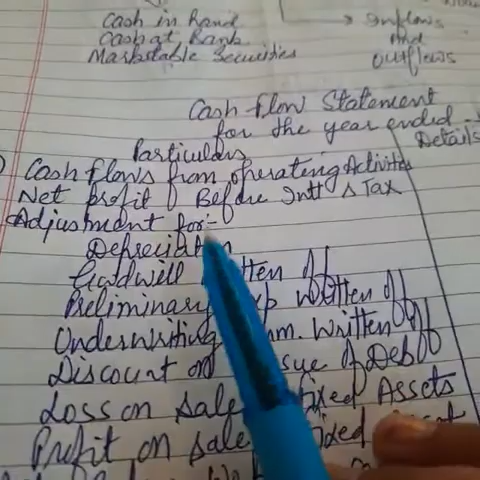 Cash in Hand
Cash at Bank
Marketable Securities
Inflows
And
Outflows
Cash flow Statement
for the year ended
Details
Particulars
Cash flows from operating Activities
Net profit Before Intt & Tax
Adjustment for:-
Depreciation
Goodwill written off
Preliminary Exp written off
Underwriting Comm. written off
Discount on Issue of Deb
Loss on Sale of fixed Assets
Profit on sale fixed